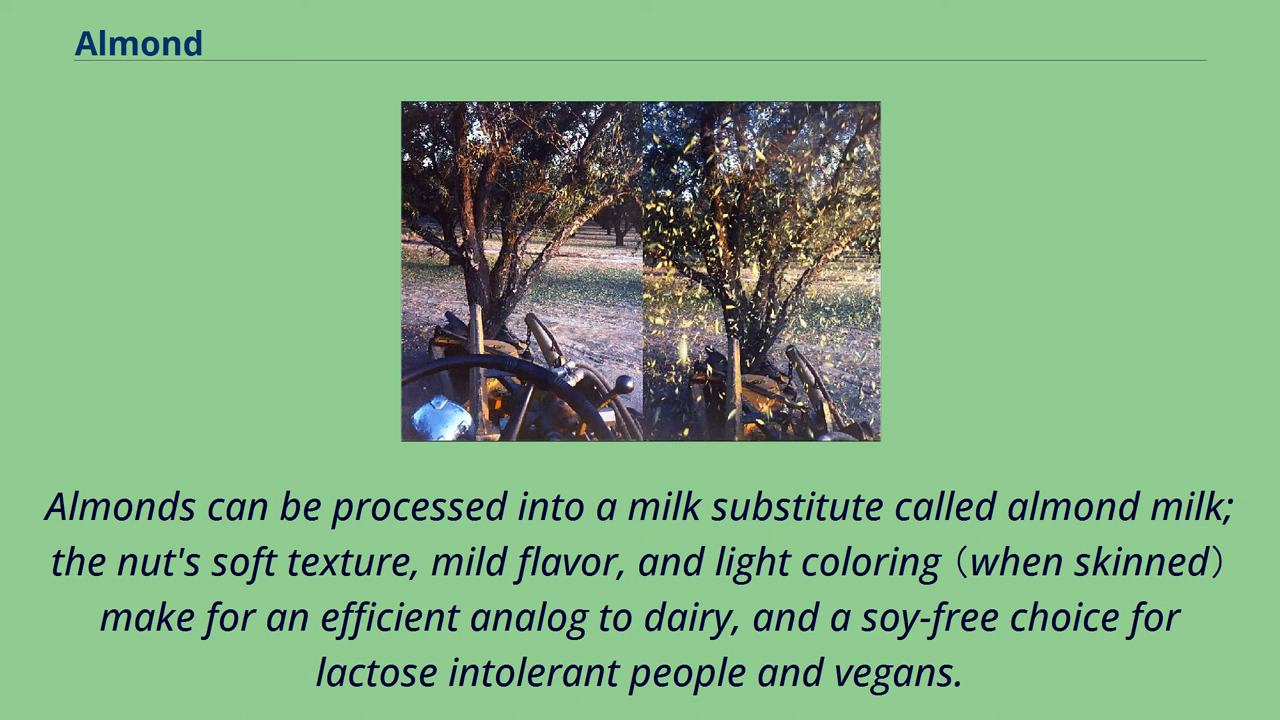 Almond
Almonds can be processed into a milk substitute called almond milk;
the nut's soft texture, mild flavor, and light coloring（when skinned）
make for an efficient analog to dairy, and a soy-free choice for
lactose intolerant people and vegans.